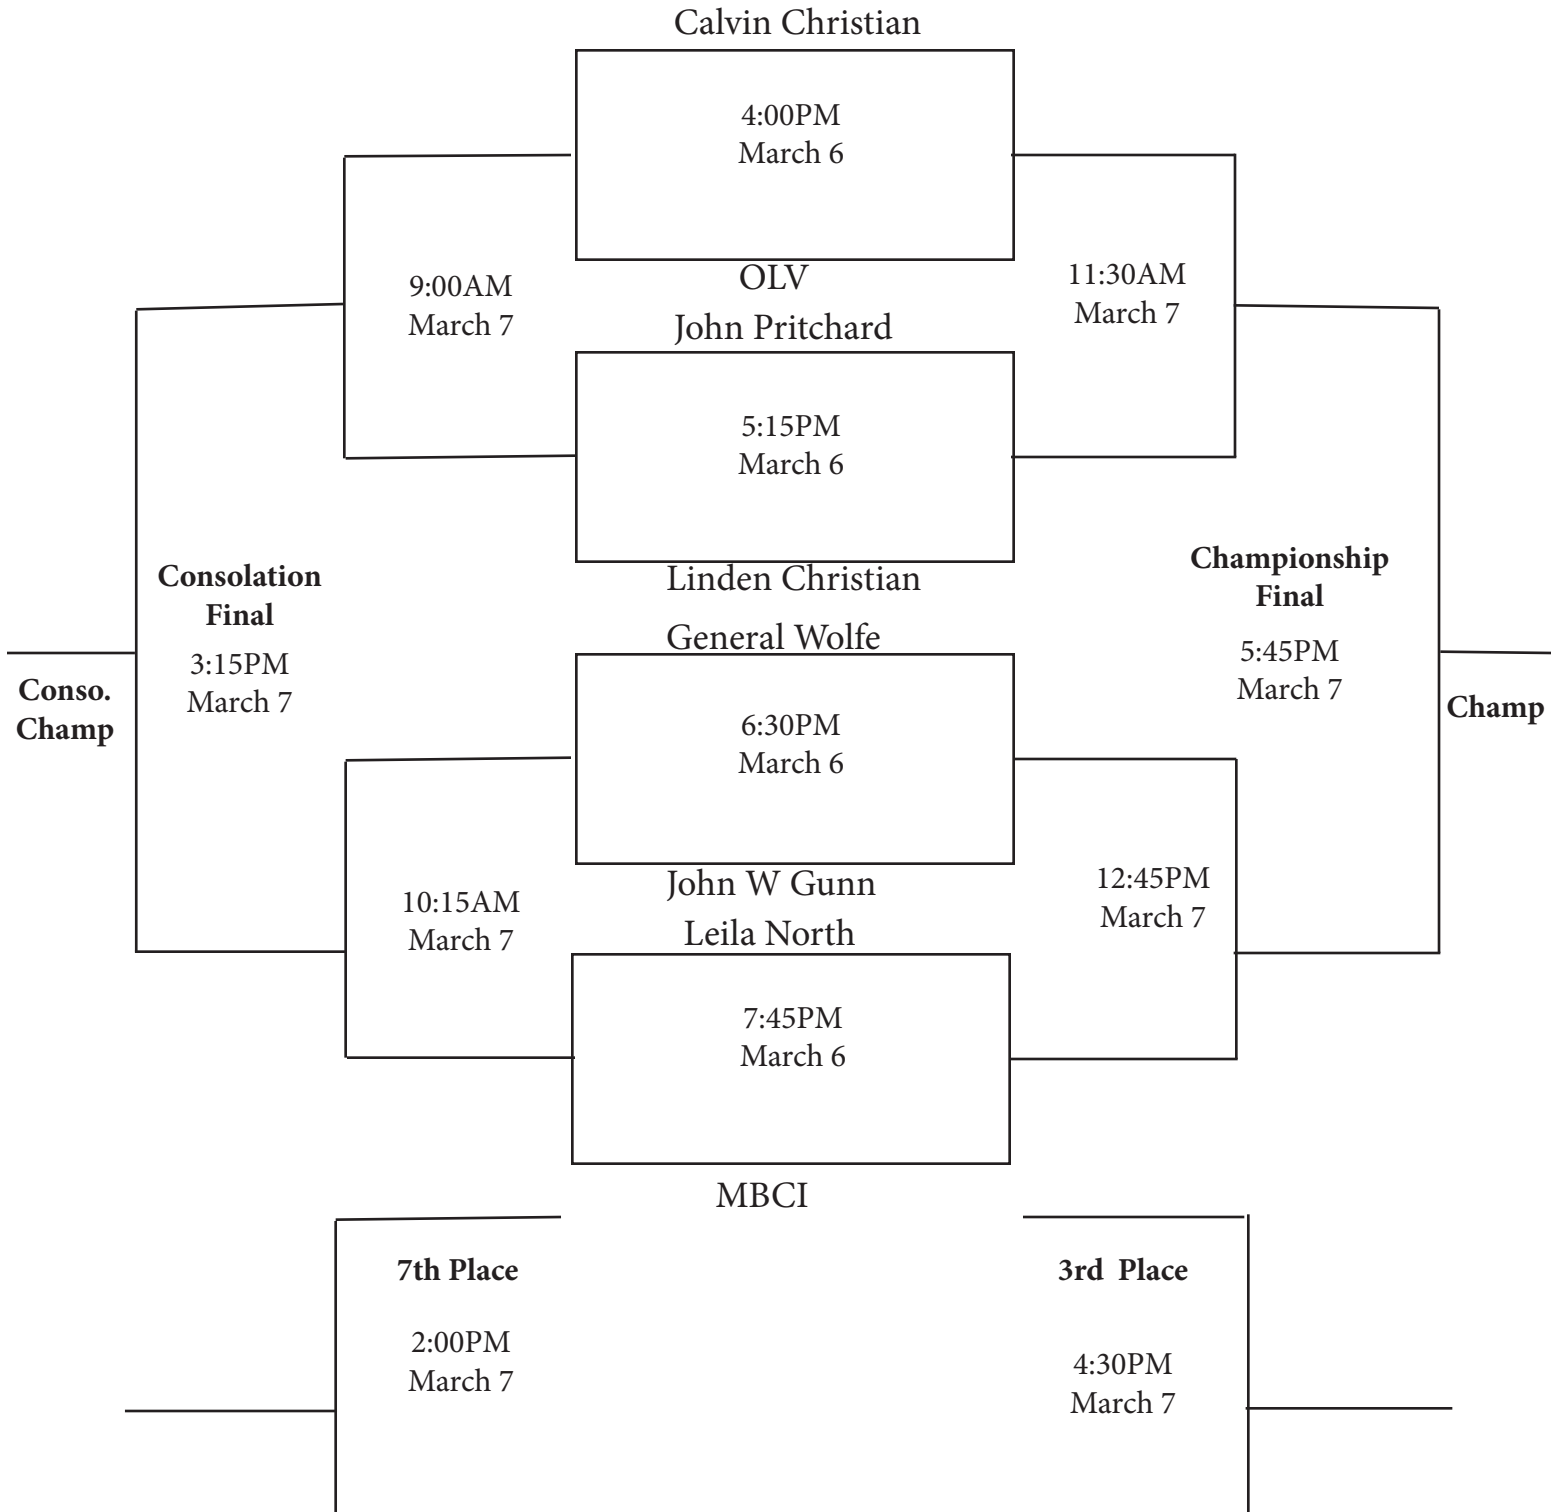 Calvin Christian
4:00PM
March 6
OLV
9:00AM
March 7
11:30AM
March 7
John Pritchard
5:15PM
March 6
Linden Christian
Consolation
Final
3:15PM
March 7
Championship
Final
5:45PM
March 7
Conso.
Champ
Champ
General Wolfe
6:30PM
March 6
John W Gunn
10:15AM
March 7
12:45PM
March 7
Leila North
7:45PM
March 6
MBCI
7th Place
2:00PM
March 7
3rd  Place
4:30PM
March 7